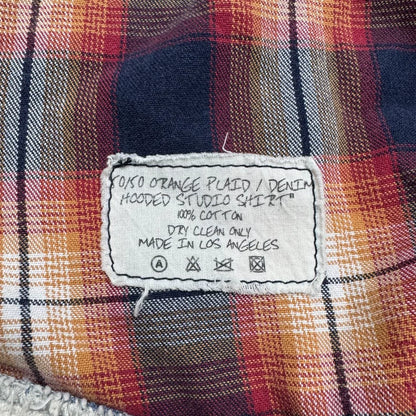 50/50 ORANGE PLAID / DENIM
HOODED STUDIO SHIRT"
100% COTTON
DRY CLEAN ONLY
MADE IN LOS ANGELES
A